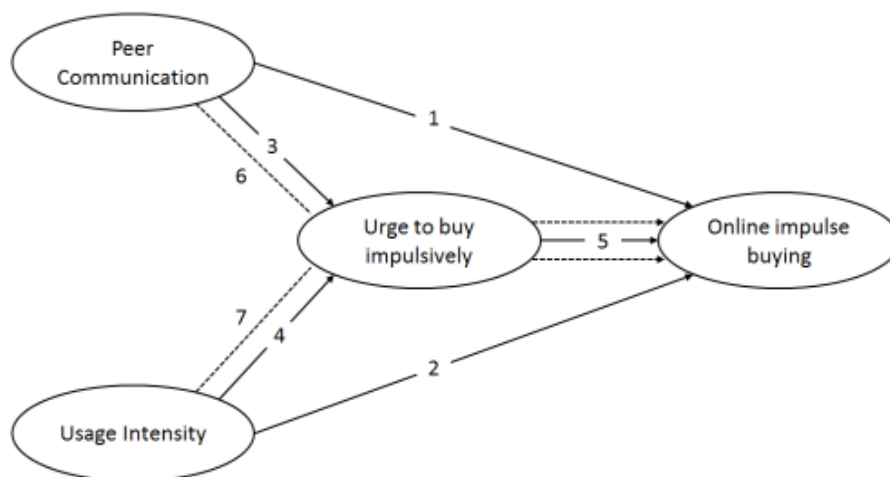 Peer
Communication
1
3
6
Urge to buy
impulsively
5
Online impulse
buying
7
4
2
Usage Intensity